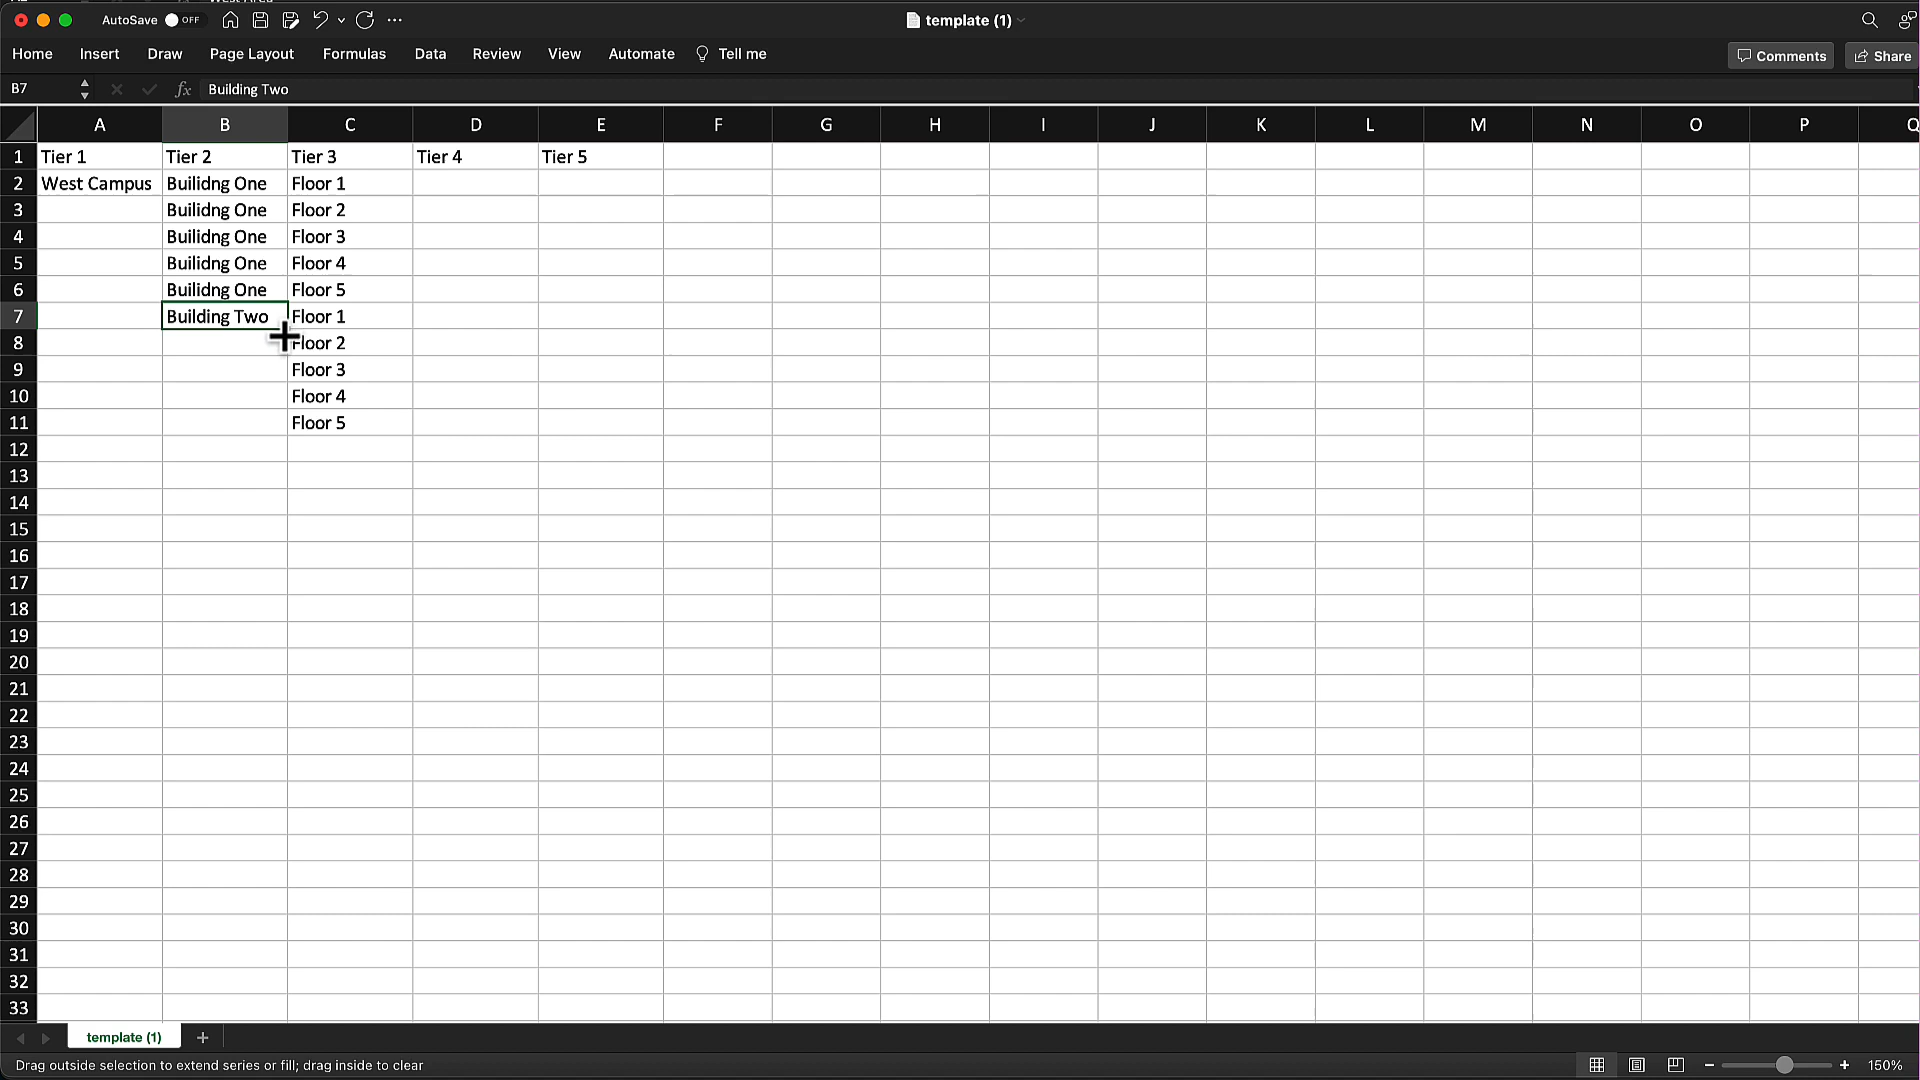 AutoSave OFF template (1)
Home Insert Draw Page Layout Formulas Data Review View Automate Tell me Comments Share
B7 fx Building Two
A B C D E F G H I J K L M N O P Q
1 Tier 1 Tier 2 Tier 3 Tier 4 Tier 5
2 West Campus Builidng One Floor 1
3 Builidng One Floor 2
4 Builidng One Floor 3
5 Builidng One Floor 4
6 Builidng One Floor 5
7 Building Two Floor 1
8 Floor 2
9 Floor 3
10 Floor 4
11 Floor 5
12
13
14
15
16
17
18
19
20
21
22
23
24
25
26
27
28
29
30
31
32
33
template (1)
Drag outside selection to extend series or fill; drag inside to clear 150%